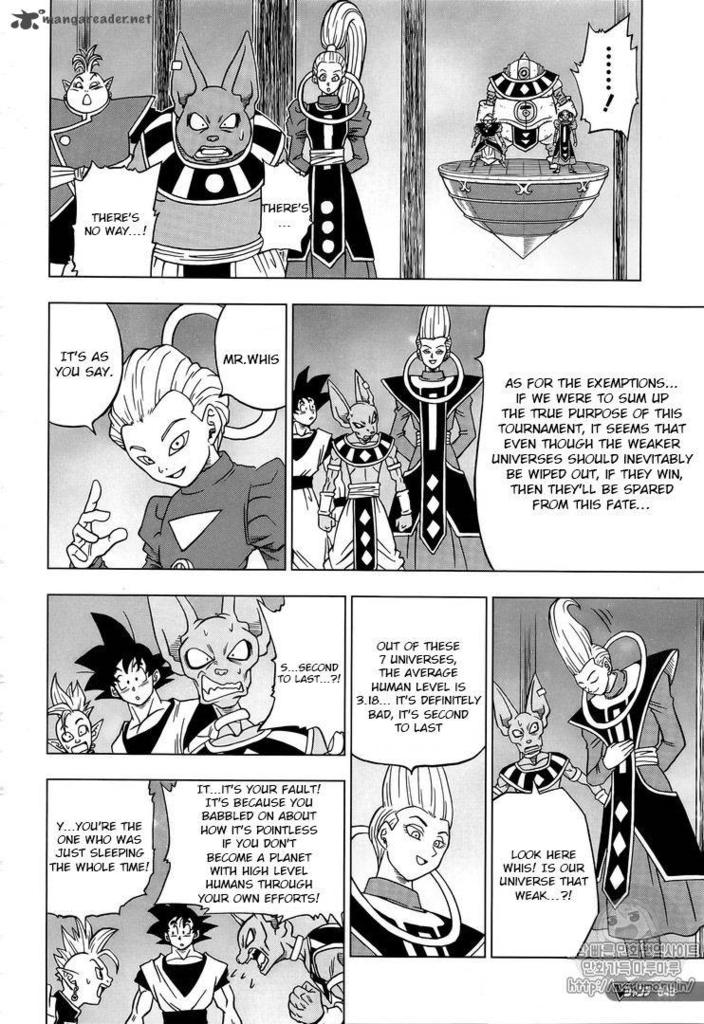 mangareader.net
THERE'S
NO WAY...!
THERE'S
...
......!
IT'S AS
YOU SAY.
MR.WHIS
AS FOR THE EXEMPTIONS...
IF WE WERE TO SUM UP
THE TRUE PURPOSE OF THIS
TOURNAMENT, IT SEEMS THAT
EVEN THOUGH THE WEAKER
UNIVERSES SHOULD INEVITABLY
BE WIPED OUT, IF THEY WIN,
THEN THEY'LL BE SPARED
FROM THIS FATE...
S...SECOND
TO LAST...?!
OUT OF THESE
7 UNIVERSES,
THE AVERAGE
HUMAN LEVEL IS
3.18... IT'S DEFINITELY
BAD, IT'S SECOND
TO LAST
LOOK HERE
WHIS! IS OUR
UNIVERSE THAT
WEAK...?!
Y...YOU'RE THE
ONE WHO WAS
JUST SLEEPING
THE WHOLE TIME!
IT...IT'S YOUR FAULT!
IT'S BECAUSE YOU
BABBLED ON ABOUT
HOW IT'S POINTLESS
IF YOU DON'T
BECOME A PLANET
WITH HIGH LEVEL
HUMANS THROUGH
YOUR OWN EFFORTS!